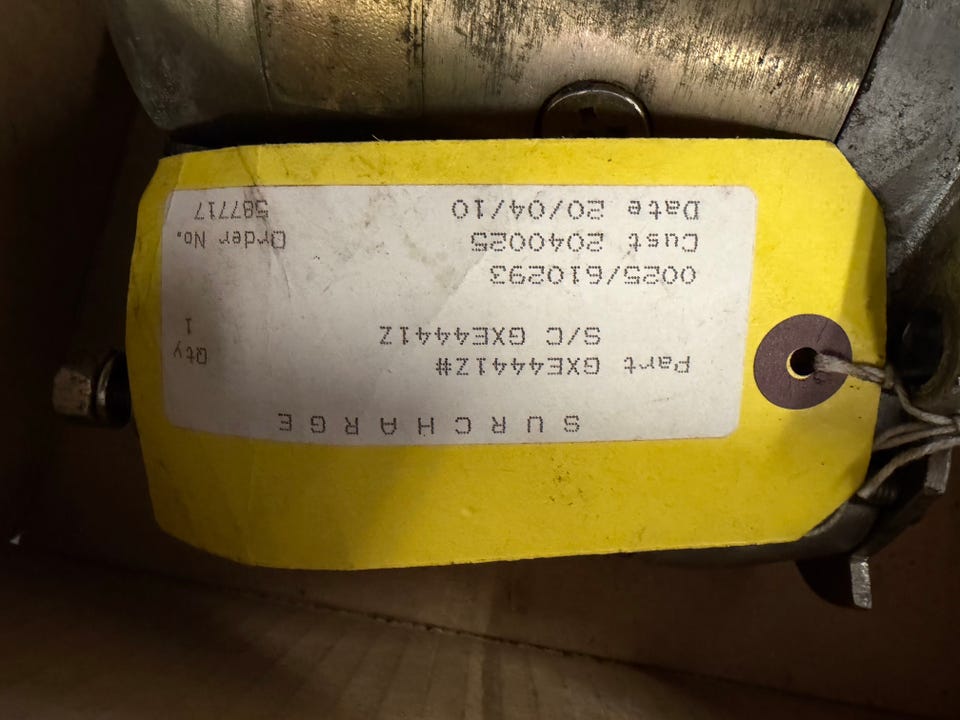 SURCHARGE
Part GXE4441Z# Qty
S/C GXE4441Z 1
0025/610293
Cust 2040025 Order No.
Date 20/04/10 587717